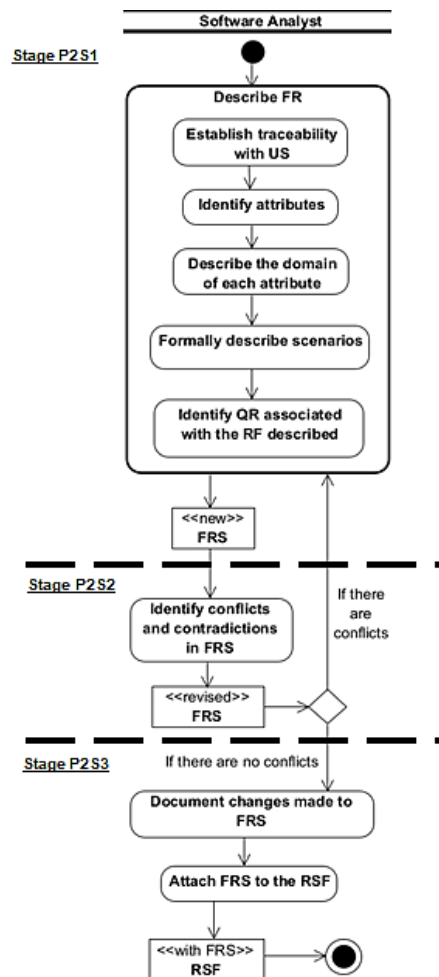 Software Analyst
Stage P2S1
Describe FR
Establish traceability
with US
Identify attributes
Describe the domain
of each attribute
Formally describe scenarios
Identify QR associated
with the RF described
<<new>>
FRS
Stage P2S2
Identify conflicts
and contradictions
in FRS
If there
are
conflicts
<<revised>>
FRS
Stage P2S3
If there are no conflicts
Document changes made to
FRS
Attach FRS to the RSF
<<with FRS>>
RSF